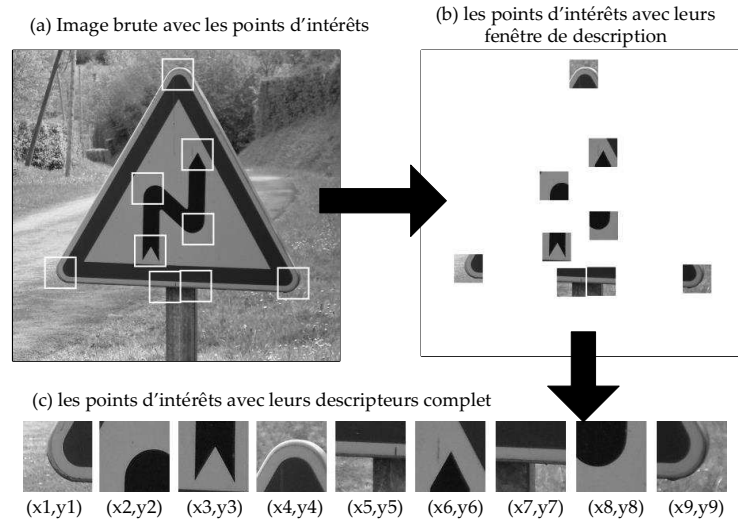 (a) Image brute avec les points d'intérêts
(b) les points d'intérêts avec leurs
fenêtre de description
(c) les points d'intérêts avec leurs descripteurs complet
(x1,y1) (x2,y2) (x3,y3) (x4,y4) (x5,y5) (x6,y6) (x7,y7) (x8,y8) (x9,y9)